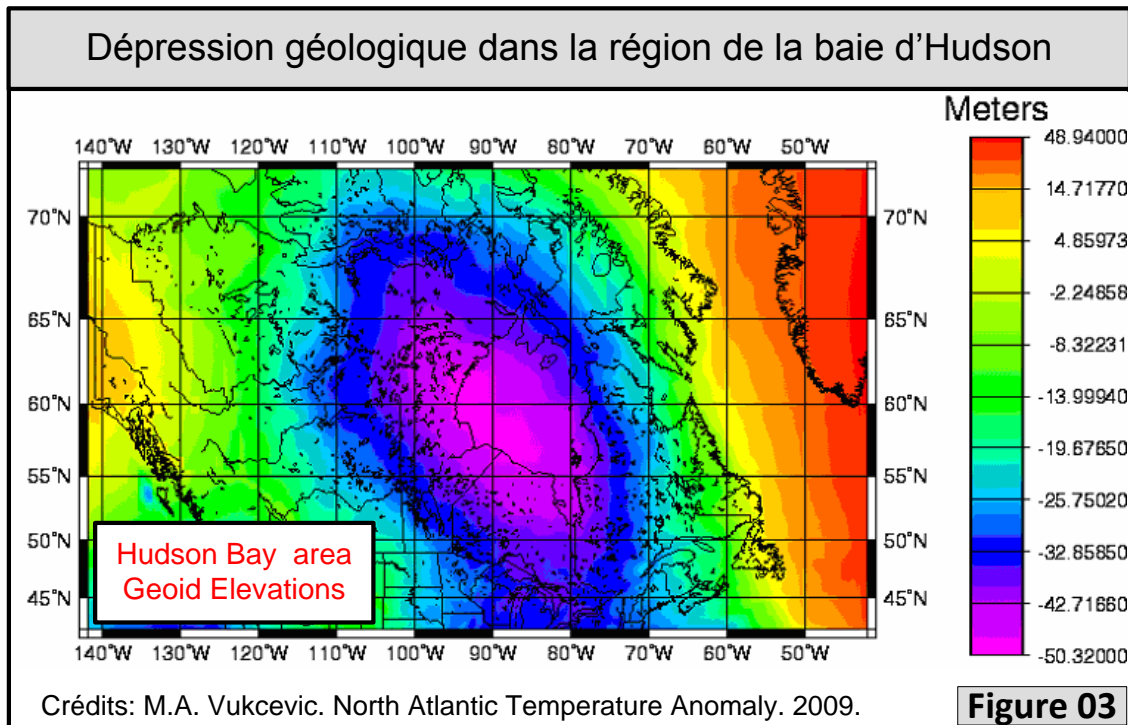 Dépression géologique dans la région de la baie d’Hudson
Meters
140°W 130°W 120°W 110°W 100°W 90°W 80°W 70°W 60°W 50°W
70°N 70°N
65°N 65°N
60°N 60°N
55°N 55°N
50°N 50°N
45°N 45°N
140°W 130°W 120°W 110°W 100°W 90°W 80°W 70°W 60°W 50°W
48.94000
14.71770
4.85973
-2.24858
-8.32231
-13.99940
-19.67650
-25.75020
-32.85850
-42.71660
-50.32000
Hudson Bay area
Geoid Elevations
Crédits: M.A. Vukcevic. North Atlantic Temperature Anomaly. 2009.
Figure 03